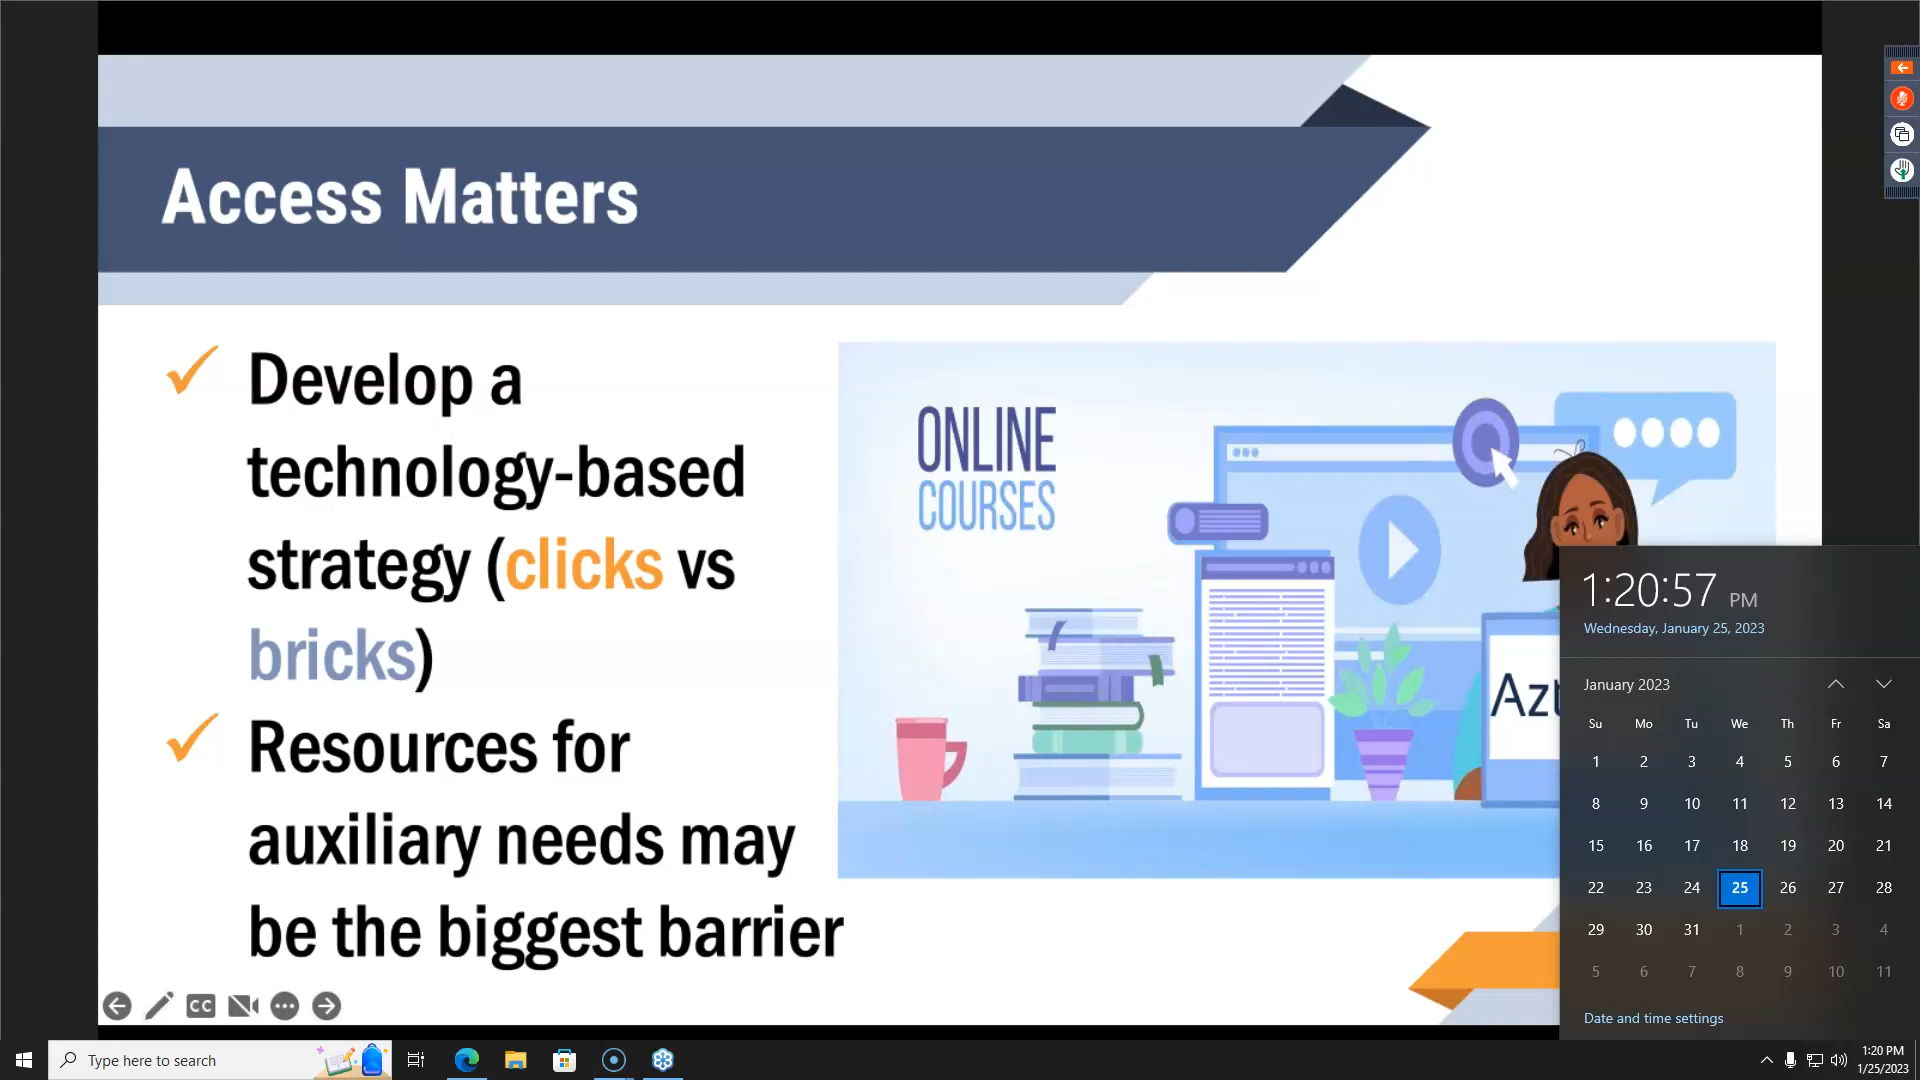 Access Matters
Develop a
technology-based
strategy (clicks vs
bricks)
Resources for
auxiliary needs may
be the biggest barrier
ONLINE
COURSES
1:20:57 PM
Wednesday, January 25, 2023
January 2023
Su Mo Tu We Th Fr Sa
1 2 3 4 5 6 7
8 9 10 11 12 13 14
15 16 17 18 19 20 21
22 23 24 25 26 27 28
29 30 31 1 2 3 4
5 6 7 8 9 10 11
Date and time settings
CC
Type here to search
1:20 PM
1/25/2023